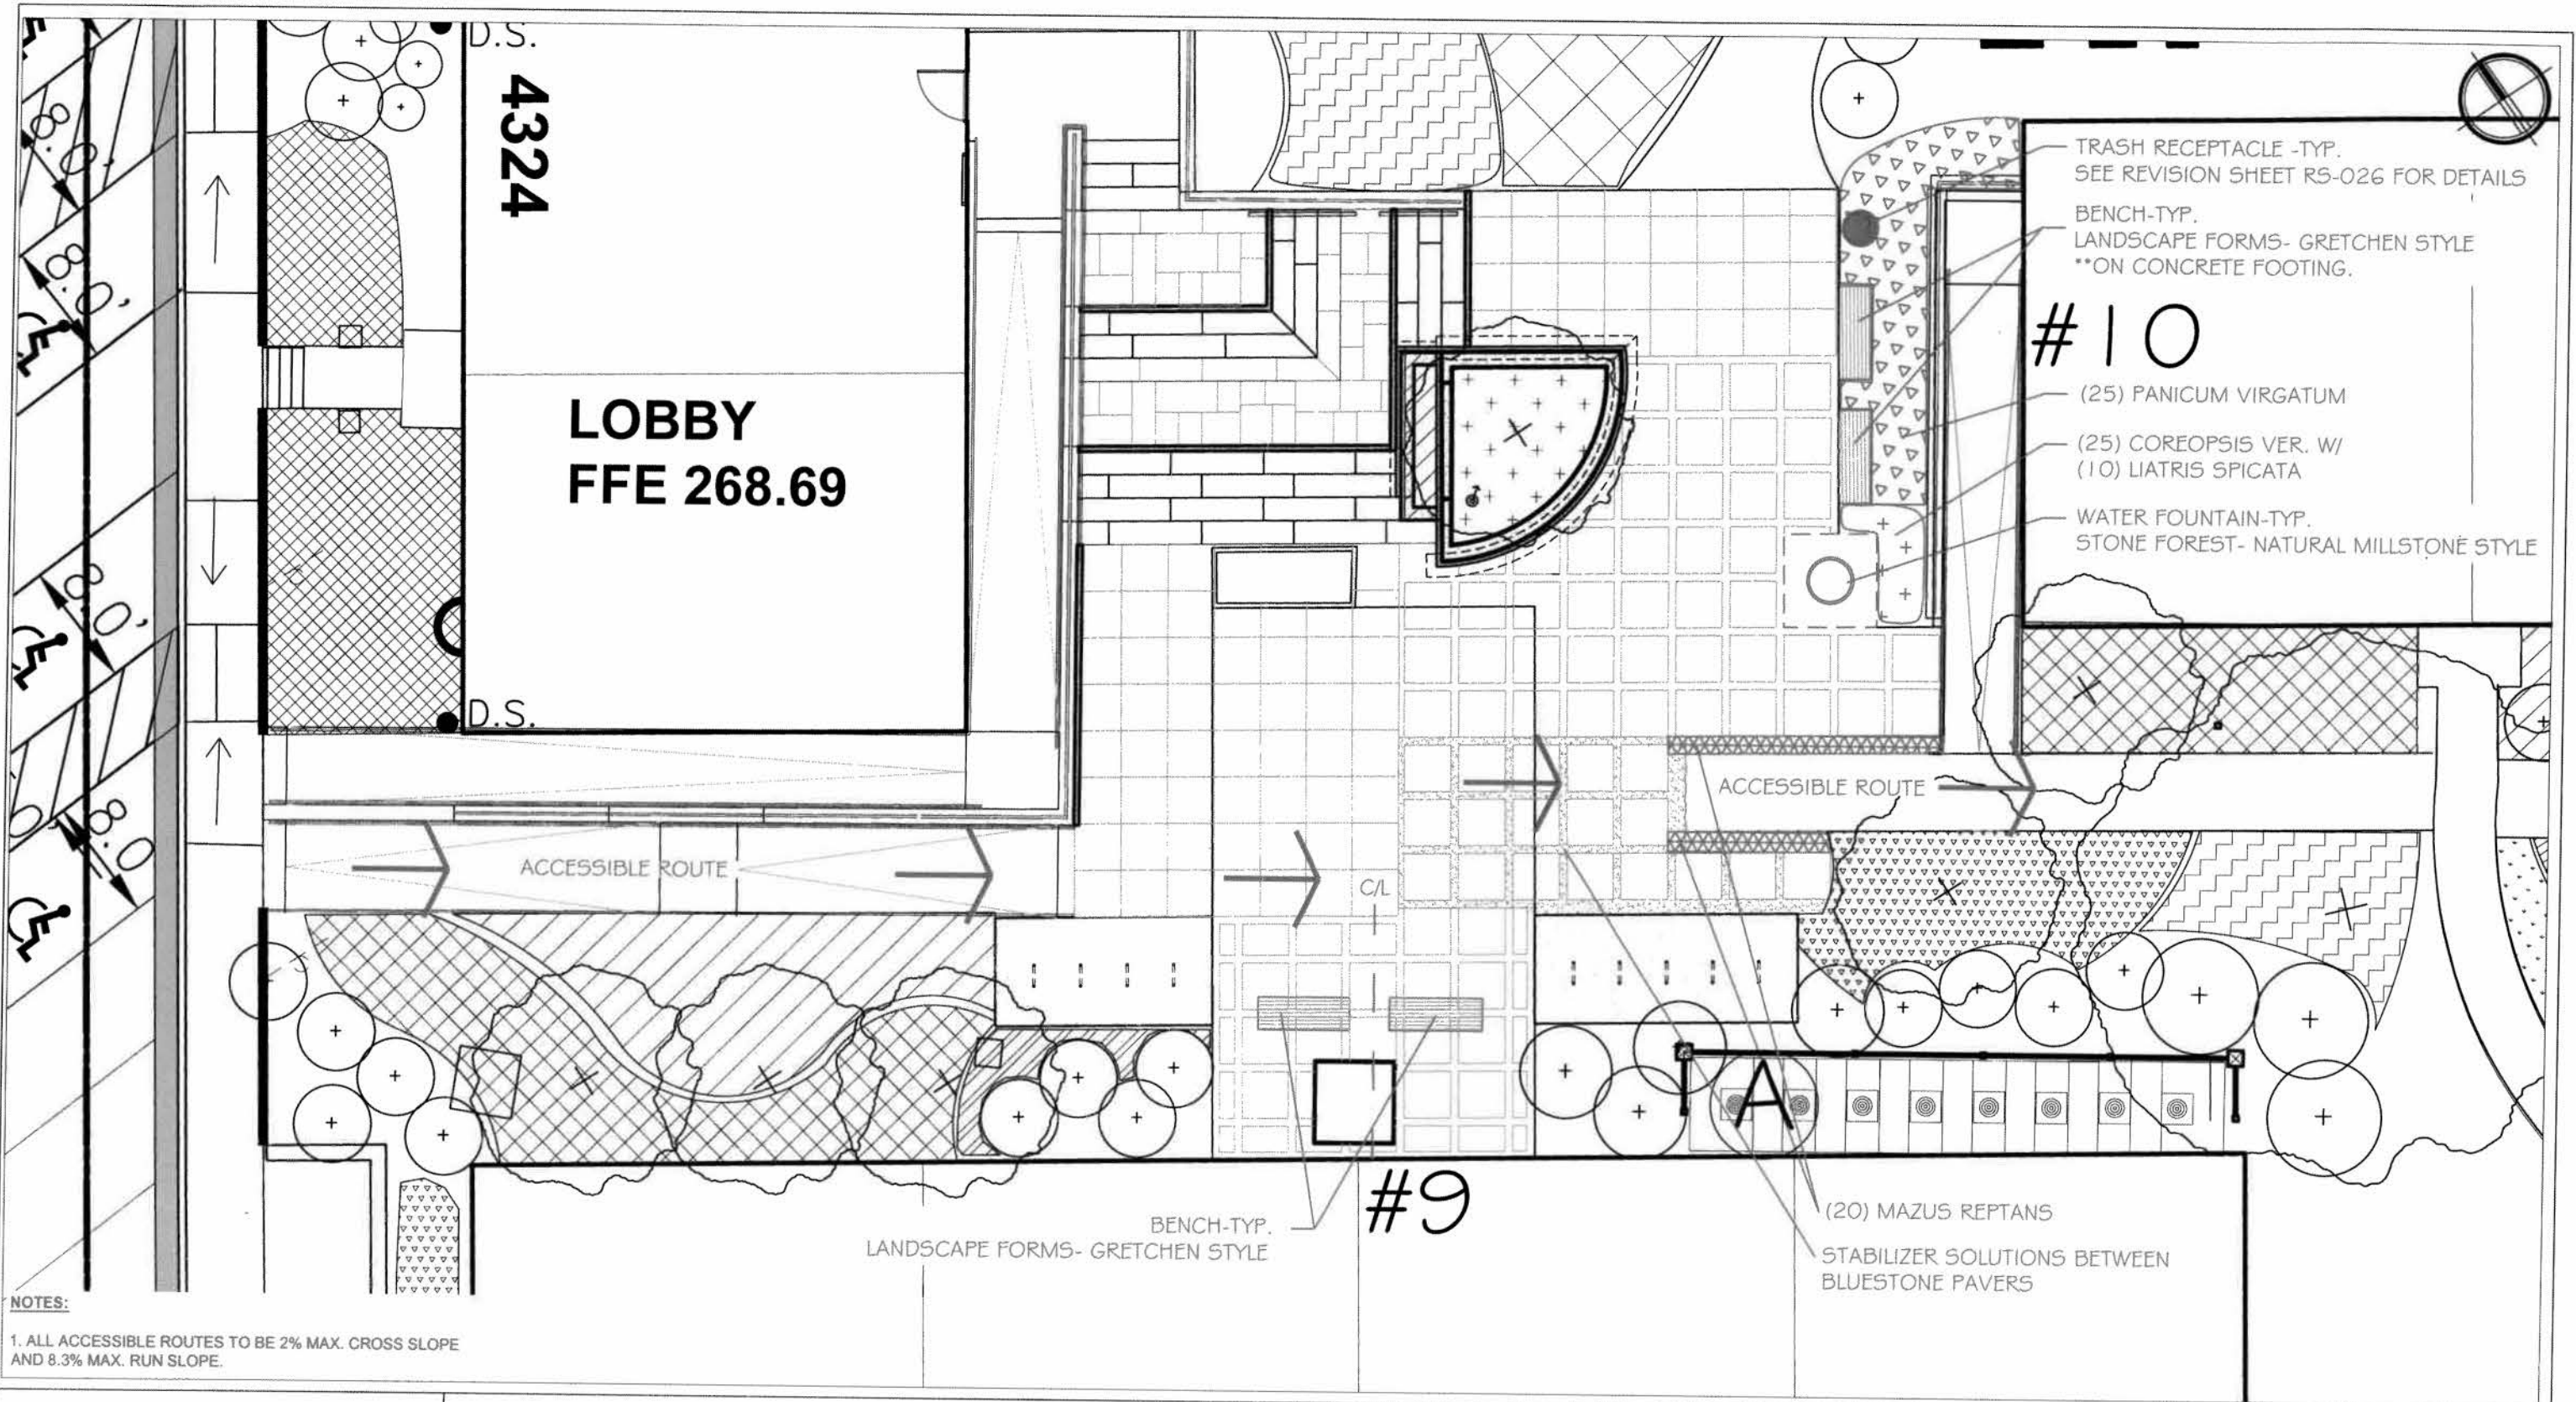 D.S.
4324
LOBBY
FFE 268.69
D.S.
8.0'
8.0'
8.0'
8.0
TRASH RECEPTACLE -TYP.
SEE REVISION SHEET RS-026 FOR DETAILS
BENCH-TYP.
LANDSCAPE FORMS- GRETCHEN STYLE
**ON CONCRETE FOOTING.
#10
(25) PANICUM VIRGATUM
(25) COREOPSIS VER. W/
(10) LIATRIS SPICATA
WATER FOUNTAIN-TYP.
STONE FOREST- NATURAL MILLSTONE STYLE
ACCESSIBLE ROUTE
ACCESSIBLE ROUTE
C/L
A
#9
BENCH-TYP.
LANDSCAPE FORMS- GRETCHEN STYLE
(20) MAZUS REPTANS
STABILIZER SOLUTIONS BETWEEN
BLUESTONE PAVERS
NOTES:
1. ALL ACCESSIBLE ROUTES TO BE 2% MAX. CROSS SLOPE
AND 8.3% MAX. RUN SLOPE.